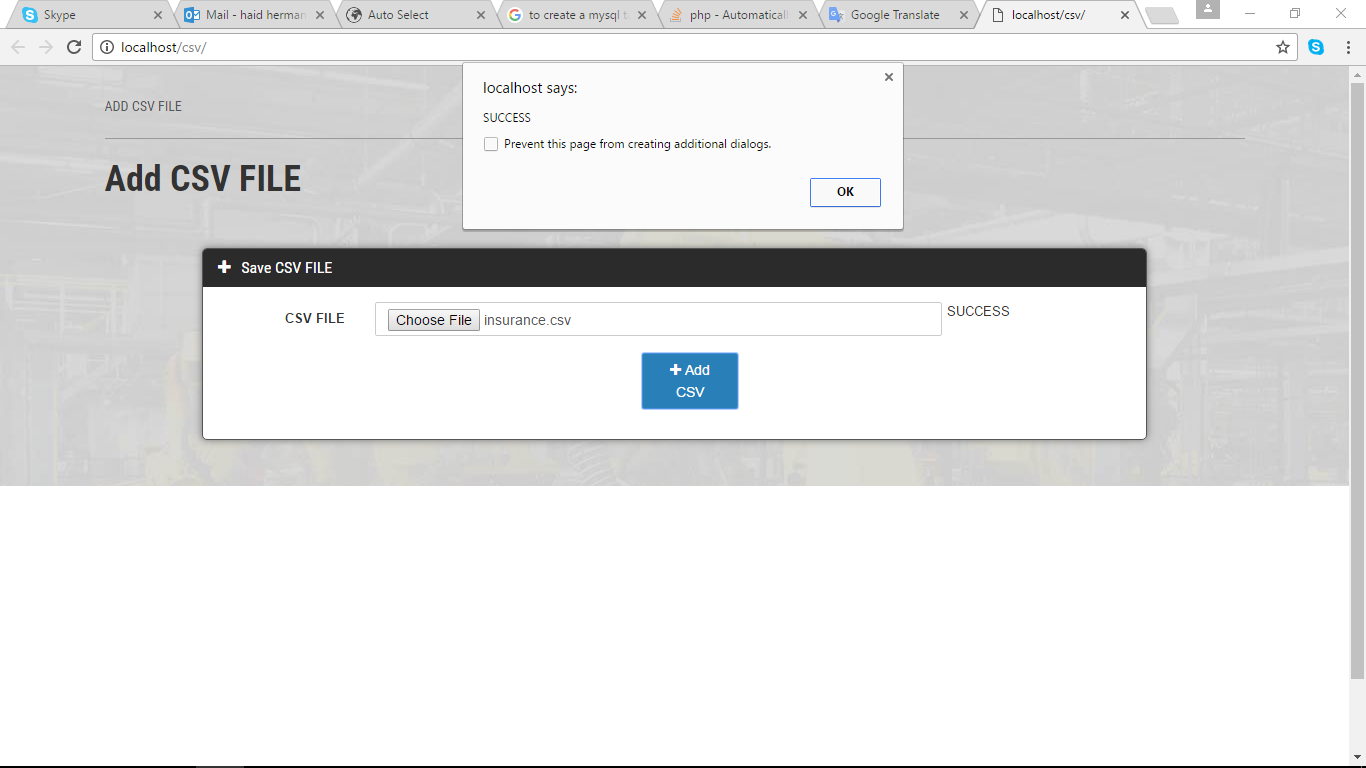 Skype
Mail - haid herman
Auto Select
to create a mysql t
php - Automaticall
Google Translate
localhost/csv/
localhost/csv/
localhost says:
SUCCESS
Prevent this page from creating additional dialogs.
OK
ADD CSV FILE
Add CSV FILE
Save CSV FILE
CSV FILE
Choose File insurance.csv
SUCCESS
Add
CSV